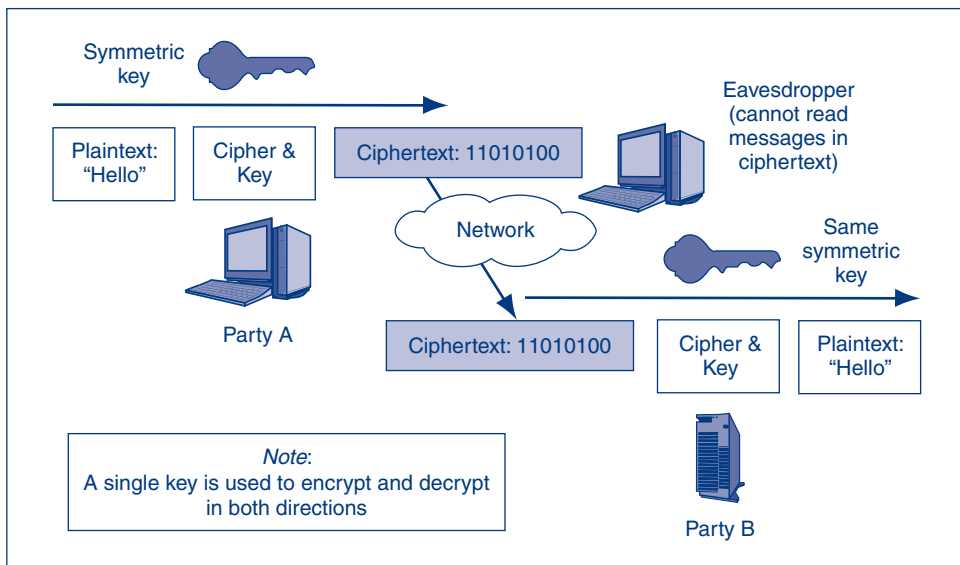 Symmetric
key
Eavesdropper
(cannot read
messages in
ciphertext)
Plaintext:
“Hello”
Cipher &
Key
Ciphertext: 11010100
Network
Same
symmetric
key
Party A
Ciphertext: 11010100
Cipher &
Key
Plaintext:
“Hello”
Note:
A single key is used to encrypt and decrypt
in both directions
Party B